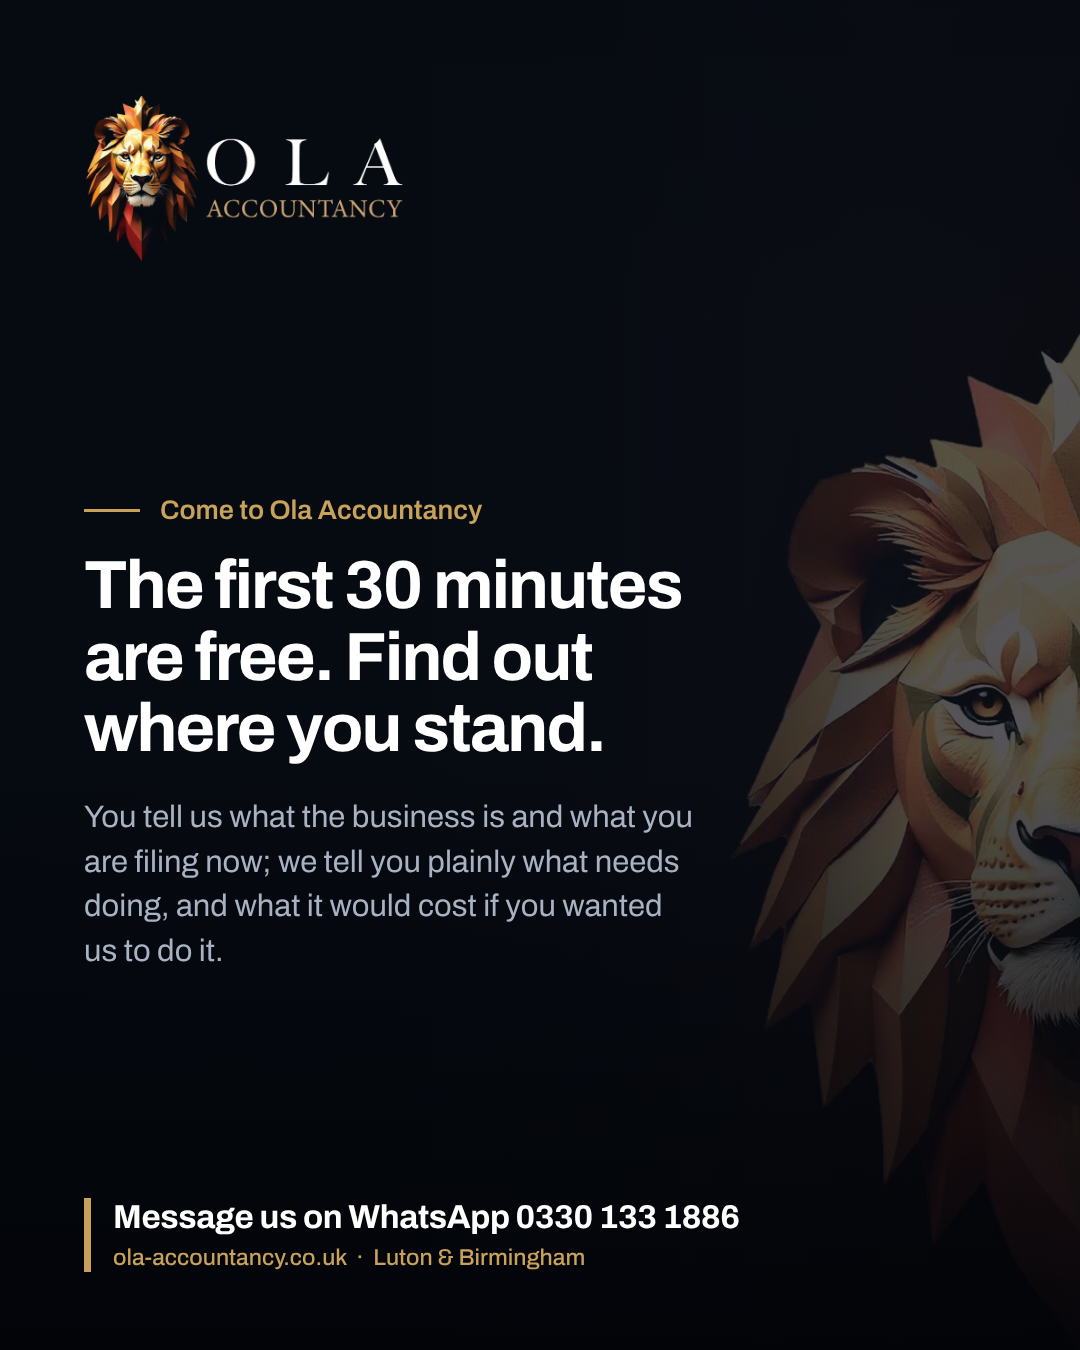 OLA
ACCOUNTANCY
Come to Ola Accountancy
The first 30 minutes
are free. Find out
where you stand.
You tell us what the business is and what you
are filing now; we tell you plainly what needs
doing, and what it would cost if you wanted
us to do it.
Message us on WhatsApp 0330 133 1886
ola-accountancy.co.uk · Luton & Birmingham